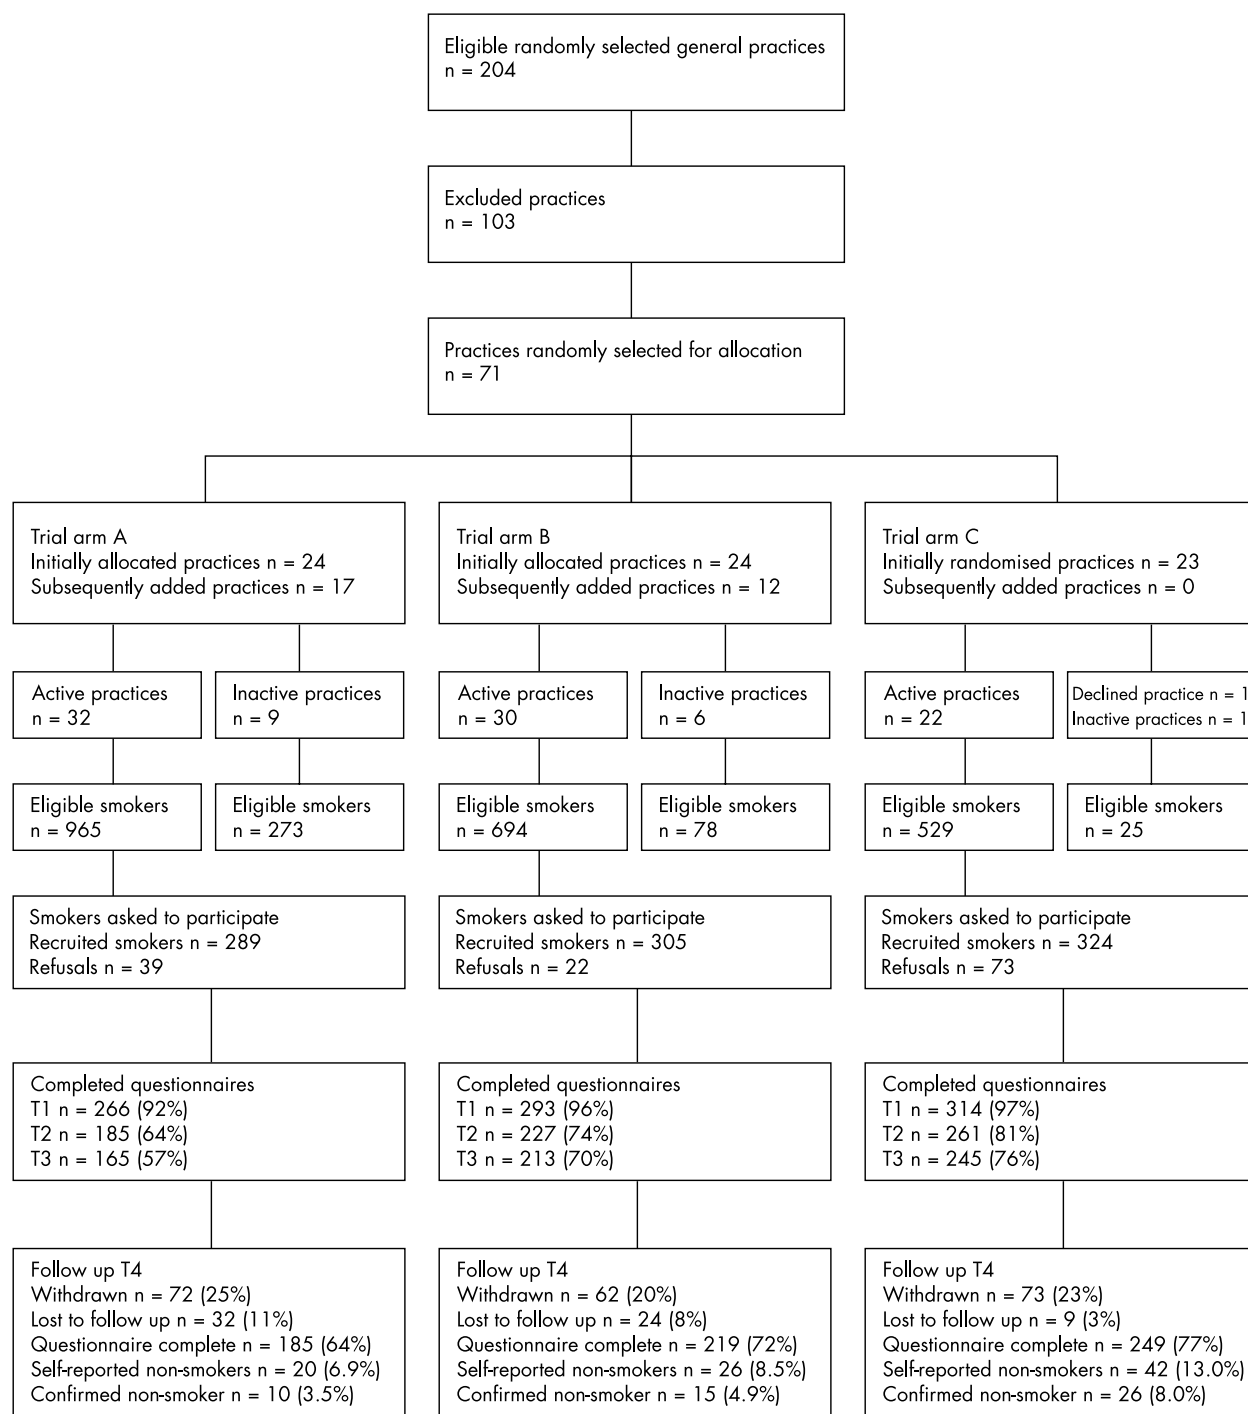 Eligible randomly selected general practices
n = 204
Excluded practices
n = 103
Practices randomly selected for allocation
n = 71
Trial arm A
Initially allocated practices n = 24
Subsequently added practices n = 17
Trial arm B
Initially allocated practices n = 24
Subsequently added practices n = 12
Trial arm C
Initially randomised practices n = 23
Subsequently added practices n = 0
Active practices
n = 32
Inactive practices
n = 9
Active practices
n = 30
Inactive practices
n = 6
Active practices
n = 22
Declined practice n = 1
Inactive practices n = 1
Eligible smokers
n = 965
Eligible smokers
n = 273
Eligible smokers
n = 694
Eligible smokers
n = 78
Eligible smokers
n = 529
Eligible smokers
n = 25
Smokers asked to participate
Recruited smokers n = 289
Refusals n = 39
Smokers asked to participate
Recruited smokers n = 305
Refusals n = 22
Smokers asked to participate
Recruited smokers n = 324
Refusals n = 73
Completed questionnaires
T1 n = 266 (92%)
T2 n = 185 (64%)
T3 n = 165 (57%)
Completed questionnaires
T1 n = 293 (96%)
T2 n = 227 (74%)
T3 n = 213 (70%)
Completed questionnaires
T1 n = 314 (97%)
T2 n = 261 (81%)
T3 n = 245 (76%)
Follow up T4
Withdrawn n = 72 (25%)
Lost to follow up n = 32 (11%)
Questionnaire complete n = 185 (64%)
Self-reported non-smokers n = 20 (6.9%)
Confirmed non-smoker n = 10 (3.5%)
Follow up T4
Withdrawn n = 62 (20%)
Lost to follow up n = 24 (8%)
Questionnaire complete n = 219 (72%)
Self-reported non-smokers n = 26 (8.5%)
Confirmed non-smoker n = 15 (4.9%)
Follow up T4
Withdrawn n = 73 (23%)
Lost to follow up n = 9 (3%)
Questionnaire complete n = 249 (77%)
Self-reported non-smokers n = 42 (13.0%)
Confirmed non-smoker n = 26 (8.0%)